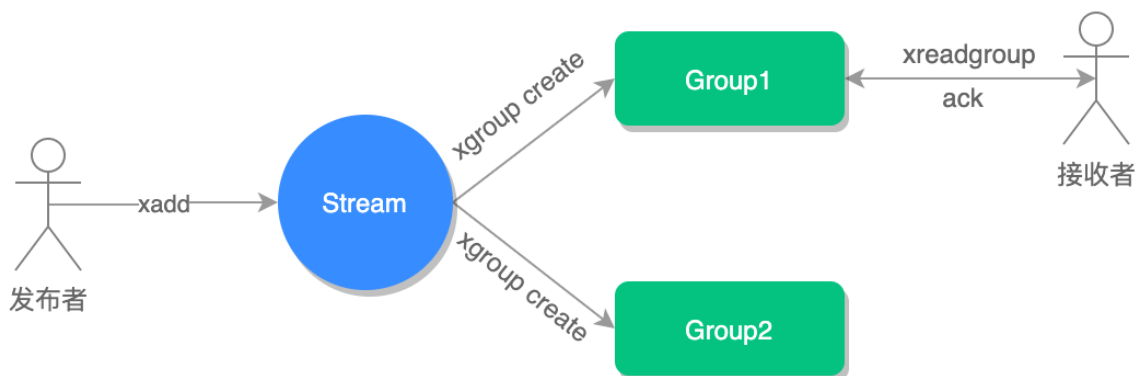 发布者
xadd
Stream
xgroup create
xgroup create
Group1
Group2
xreadgroup
ack
接收者